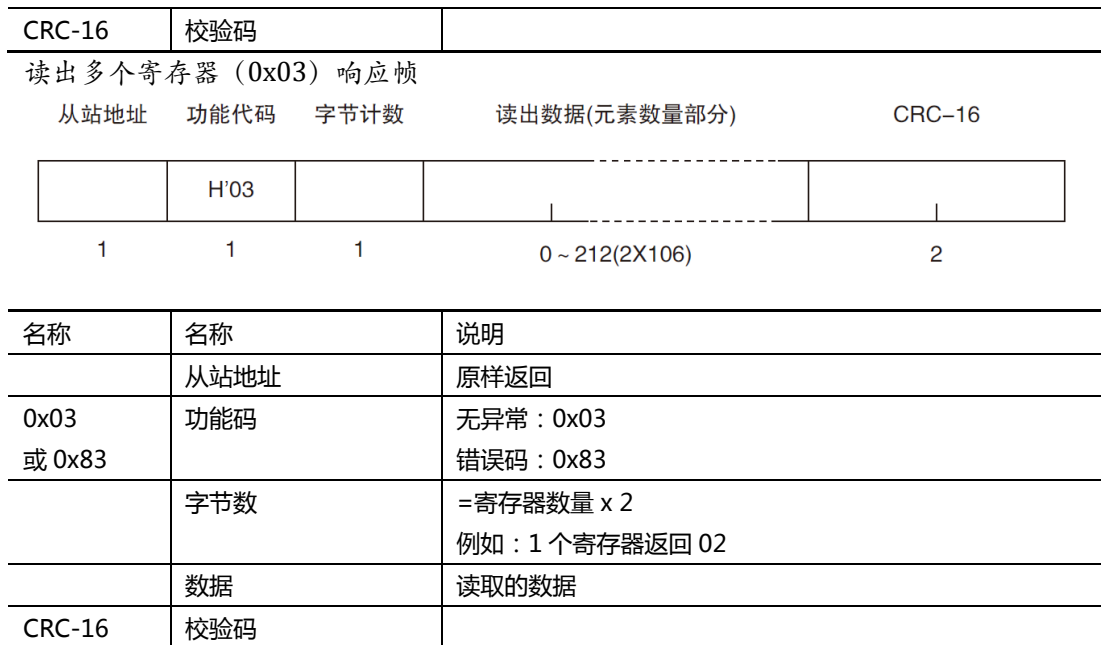 CRC-16 校验码
读出多个寄存器（0x03）响应帧
从站地址 功能代码 字节计数 读出数据(元素数量部分) CRC–16
H'03
1 1 1 0 ~ 212(2X106) 2
名称 名称 说明
从站地址 原样返回
0x03 功能码 无异常：0x03
或 0x83 错误码：0x83
字节数 =寄存器数量 x 2
例如：1 个寄存器返回 02
数据 读取的数据
CRC-16 校验码